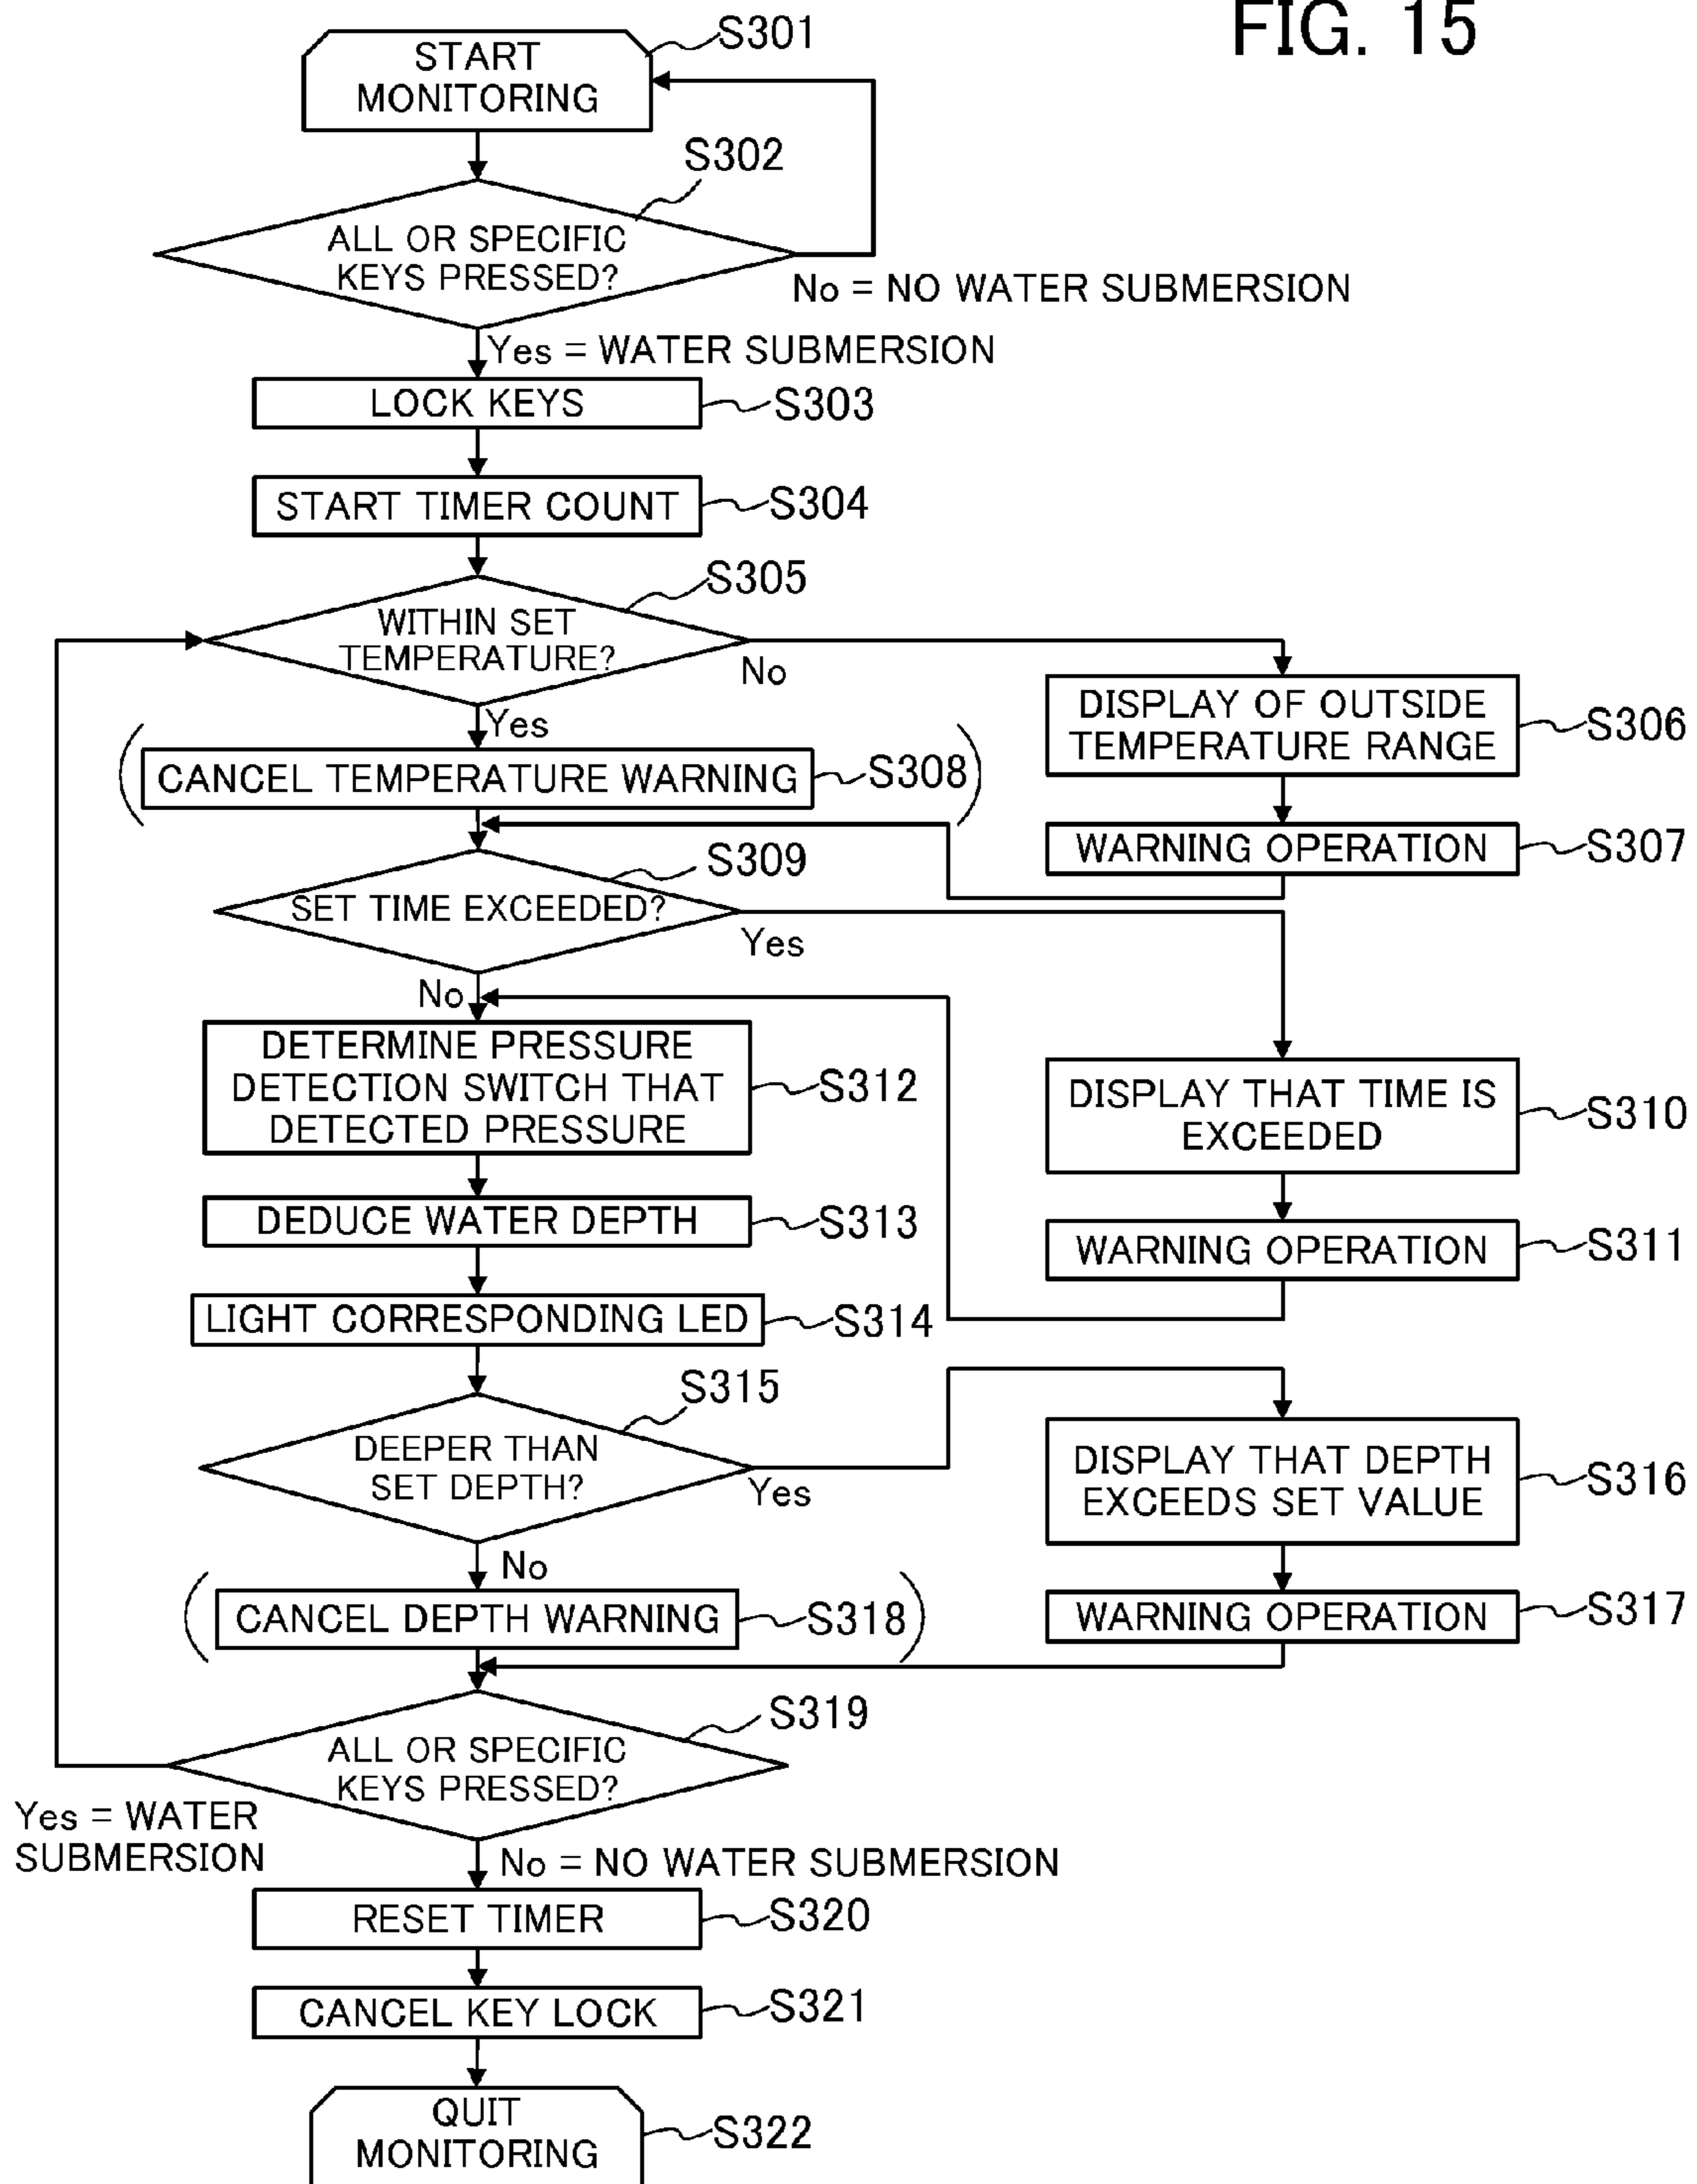 FIG. 15
START
MONITORING
S301
S302
ALL OR SPECIFIC
KEYS PRESSED?
No = NO WATER SUBMERSION
Yes = WATER SUBMERSION
LOCK KEYS
S303
START TIMER COUNT
S304
S305
WITHIN SET
TEMPERATURE?
No
Yes
DISPLAY OF OUTSIDE
TEMPERATURE RANGE
S306
CANCEL TEMPERATURE WARNING
S308
WARNING OPERATION
S307
S309
SET TIME EXCEEDED?
Yes
No
DETERMINE PRESSURE
DETECTION SWITCH THAT
DETECTED PRESSURE
S312
DISPLAY THAT TIME IS
EXCEEDED
S310
DEDUCE WATER DEPTH
S313
WARNING OPERATION
S311
LIGHT CORRESPONDING LED
S314
S315
DEEPER THAN
SET DEPTH?
Yes
No
DISPLAY THAT DEPTH
EXCEEDS SET VALUE
S316
CANCEL DEPTH WARNING
S318
WARNING OPERATION
S317
S319
ALL OR SPECIFIC
KEYS PRESSED?
Yes = WATER
SUBMERSION
No = NO WATER SUBMERSION
RESET TIMER
S320
CANCEL KEY LOCK
S321
QUIT
MONITORING
S322